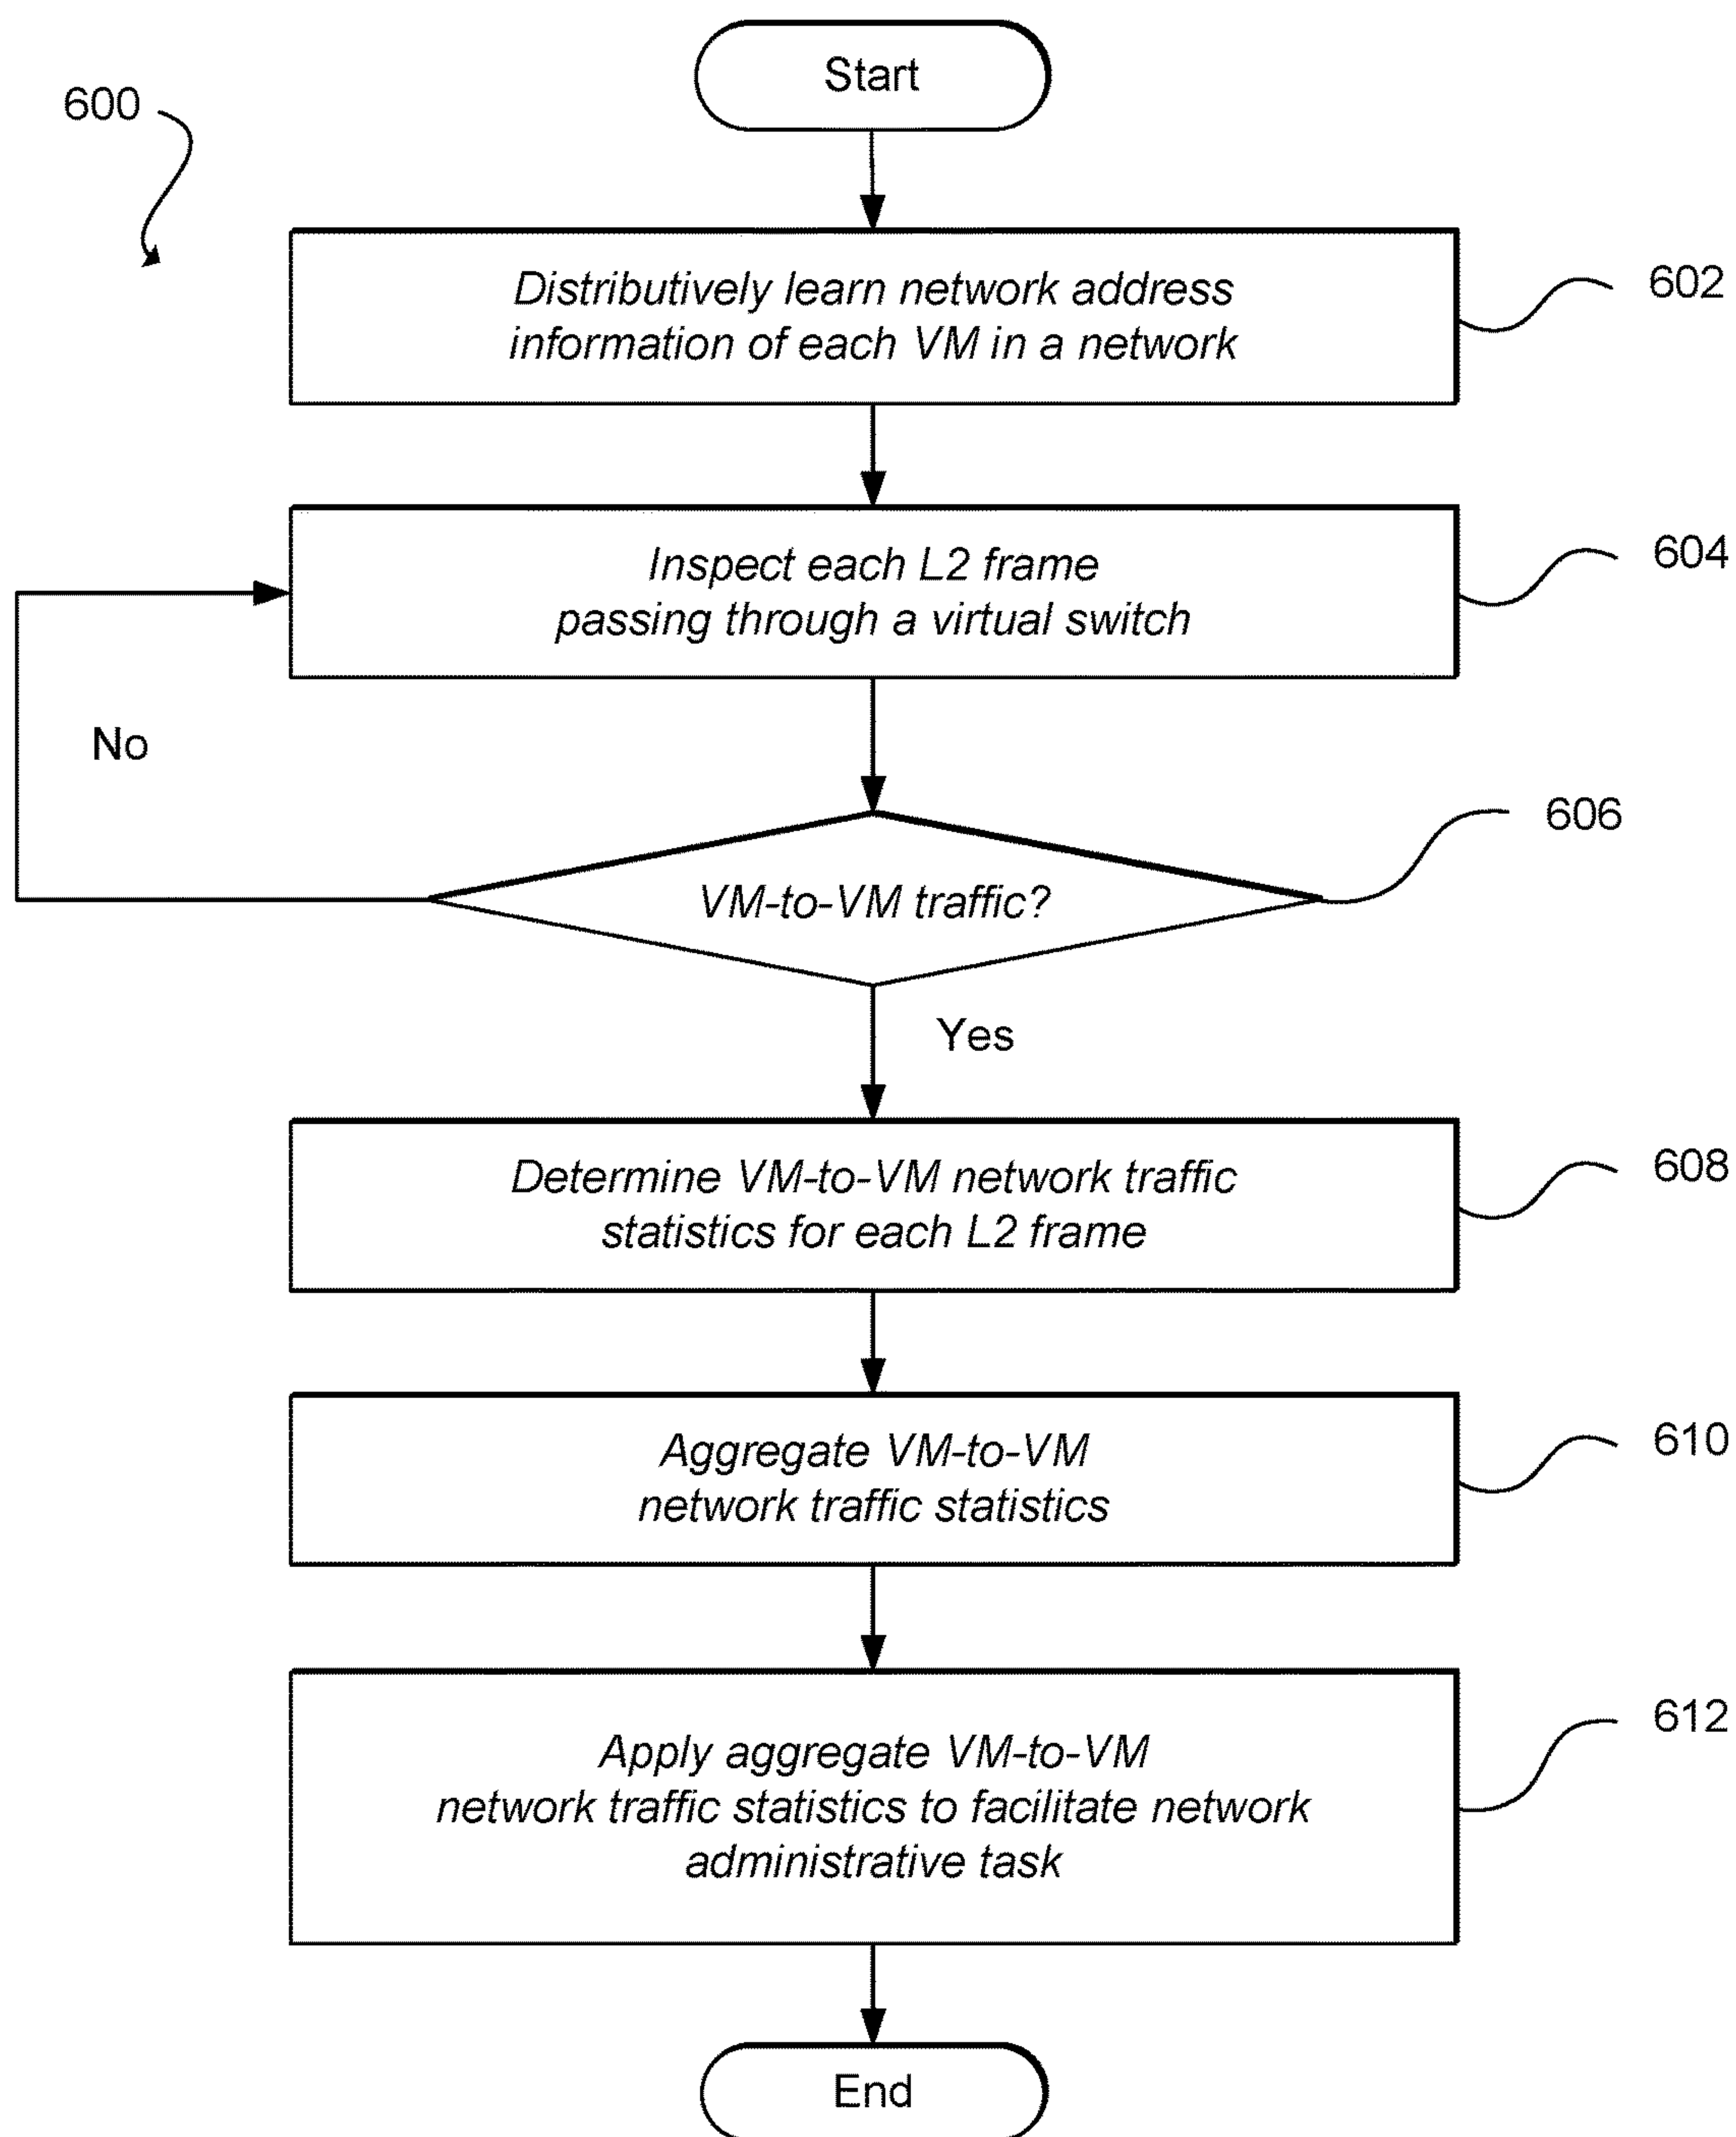 Start
600
Distributively learn network address
information of each VM in a network
602
Inspect each L2 frame
passing through a virtual switch
604
No
VM-to-VM traffic?
606
Yes
Determine VM-to-VM network traffic
statistics for each L2 frame
608
Aggregate VM-to-VM
network traffic statistics
610
Apply aggregate VM-to-VM
network traffic statistics to facilitate network
administrative task
612
End